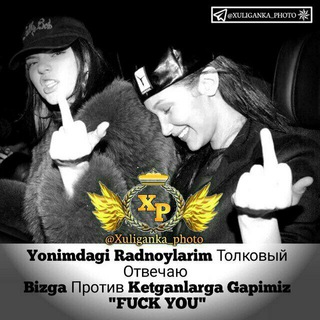 @XULIGANKA_PHOTO
XP
@Xuliganka_photo
Yonimdagi Radnoylarim Толковый
Отвечаю
Bizga Против Ketganlarga Gapimiz
"FUCK YOU"